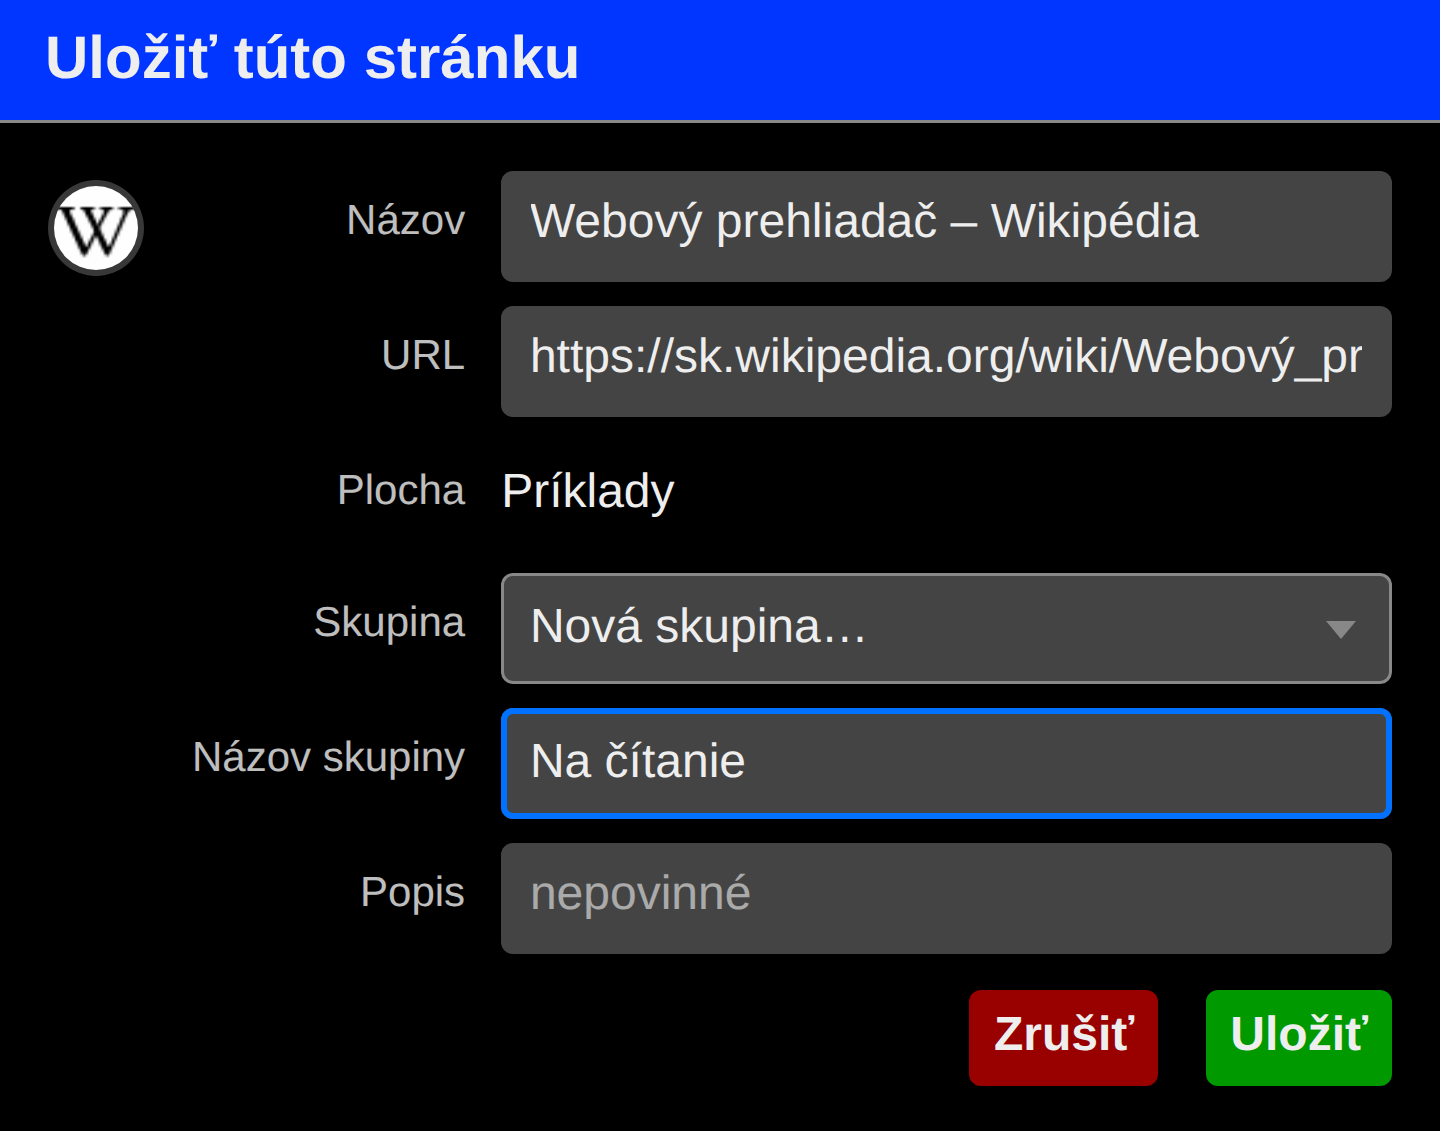 Uložiť túto stránku
W
Názov
Webový prehliadač – Wikipédia
URL
https://sk.wikipedia.org/wiki/Webový_pr
Plocha
Príklady
Skupina
Nová skupina…
Názov skupiny
Na čítanie
Popis
nepovinné
Zrušiť
Uložiť